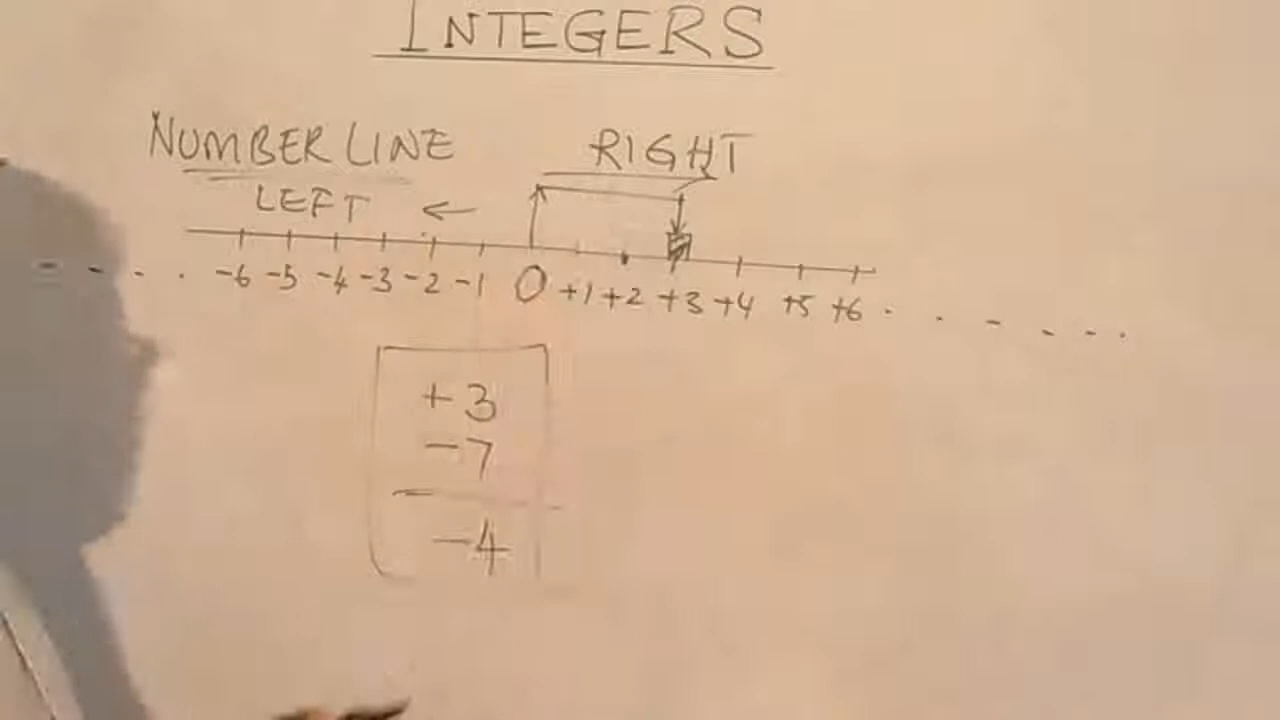 INTEGERS
NUMBER LINE RIGHT
LEFT ←
-6 -5 -4 -3 -2 -1 0 +1 +2 +3 +4 +5 +6
+3
-7
-4